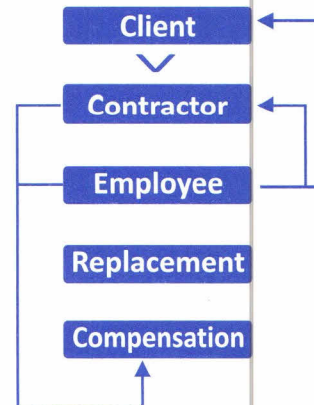 Client
Contractor
Employee
Replacement
Compensation